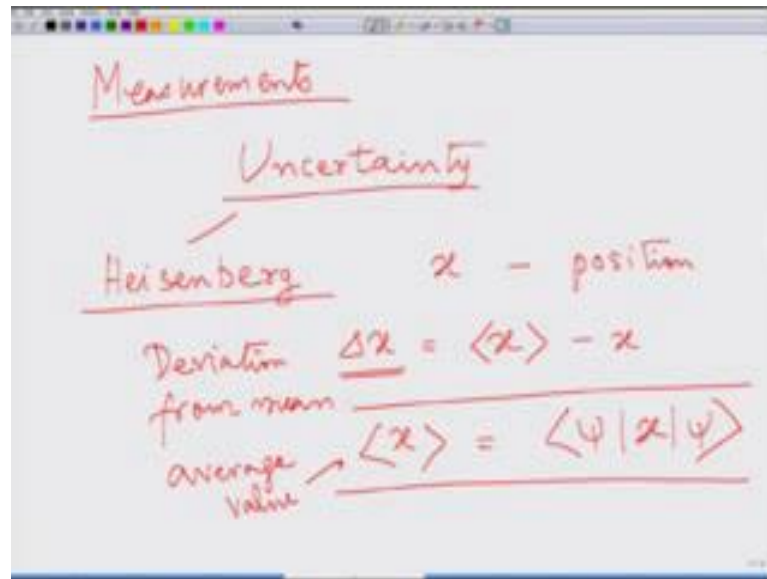 Measurements
Uncertainty
Heisenberg x - position
Deviation Δx = ⟨x⟩ - x
from mean
average ⟨x⟩ = ⟨ψ|x|ψ⟩
value